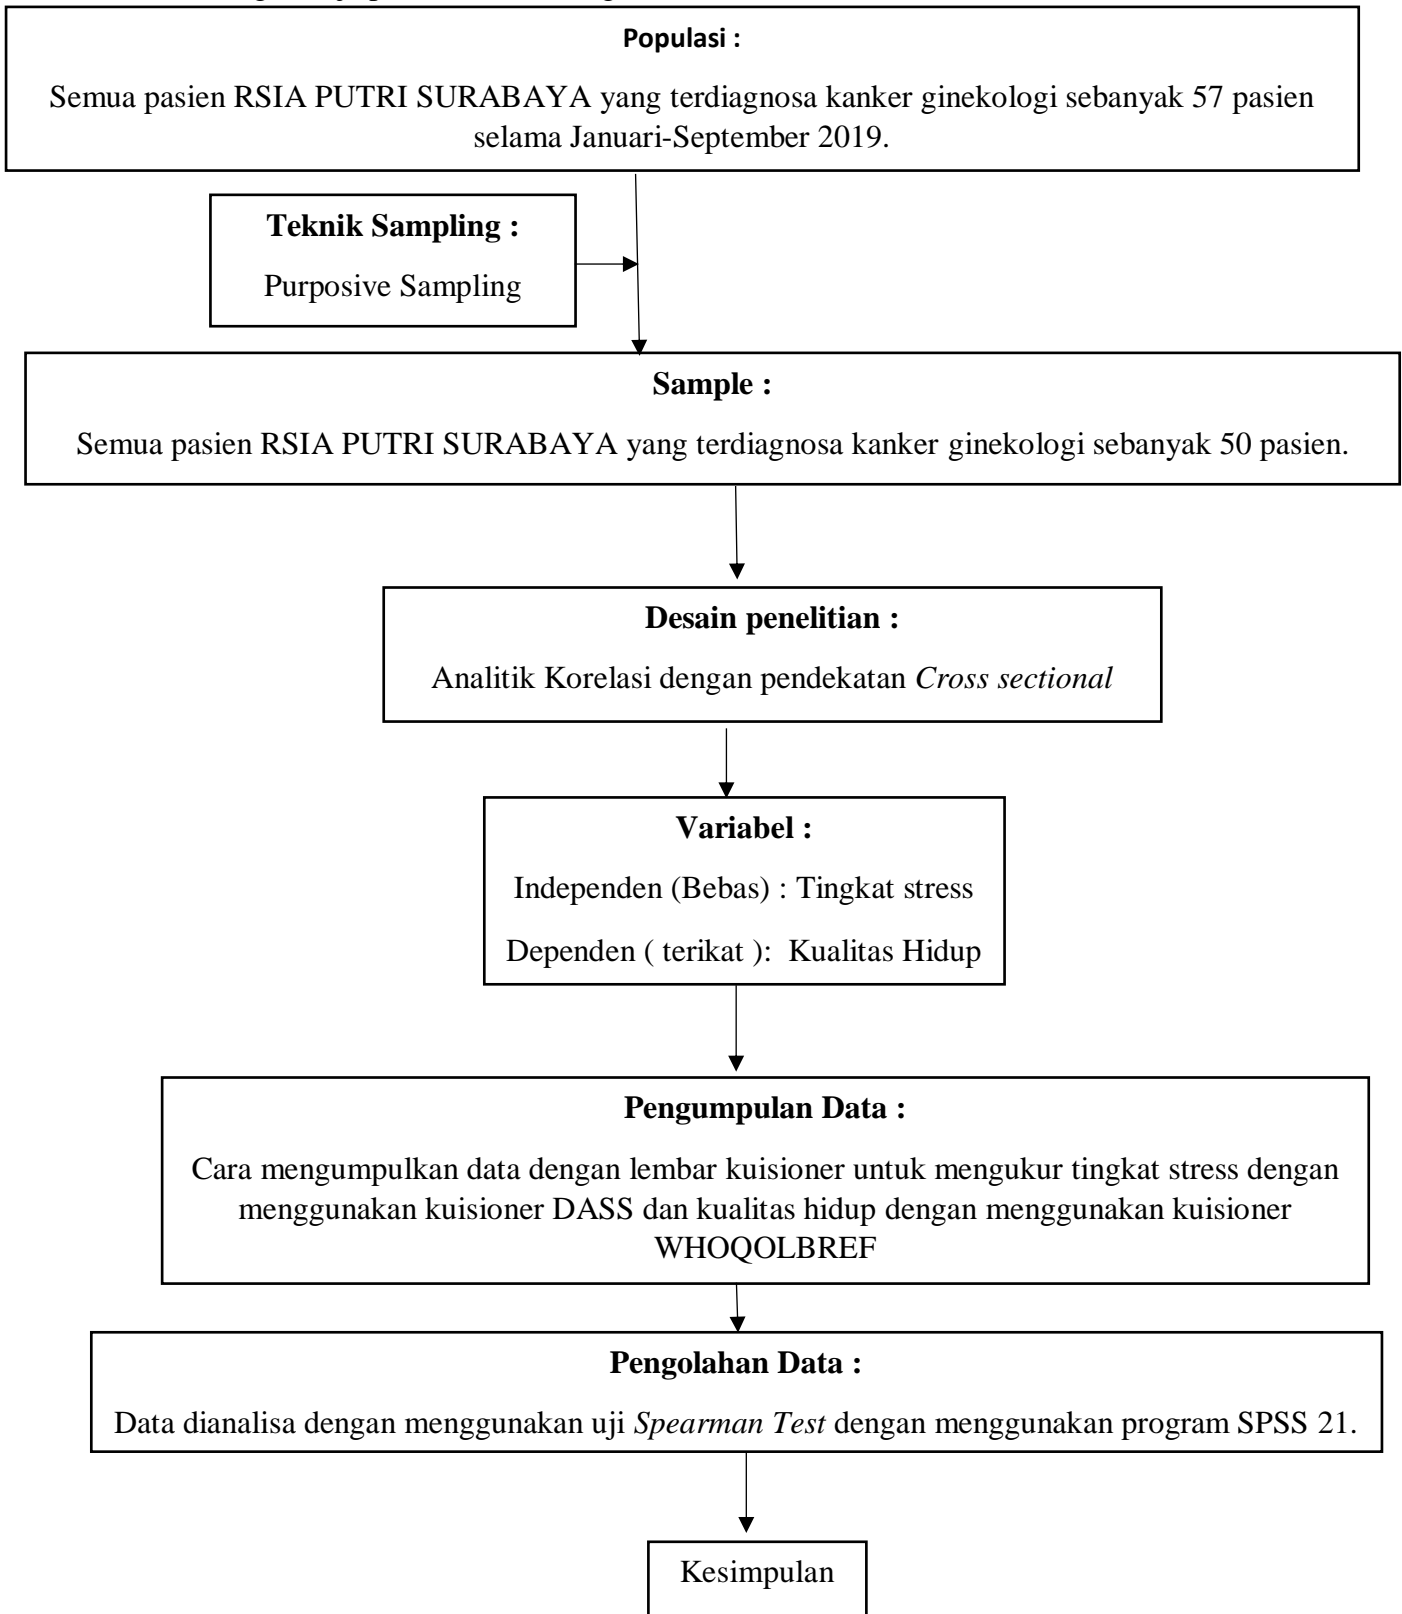 Populasi :
Semua pasien RSIA PUTRI SURABAYA yang terdiagnosa kanker ginekologi sebanyak 57 pasien
selama Januari-September 2019.
Teknik Sampling :
Purposive Sampling
Sample :
Semua pasien RSIA PUTRI SURABAYA yang terdiagnosa kanker ginekologi sebanyak 50 pasien.
Desain penelitian :
Analitik Korelasi dengan pendekatan Cross sectional
Variabel :
Independen (Bebas) : Tingkat stress
Dependen ( terikat ): Kualitas Hidup
Pengumpulan Data :
Cara mengumpulkan data dengan lembar kuisioner untuk mengukur tingkat stress dengan
menggunakan kuisioner DASS dan kualitas hidup dengan menggunakan kuisioner
WHOQOLBREF
Pengolahan Data :
Data dianalisa dengan menggunakan uji Spearman Test dengan menggunakan program SPSS 21.
Kesimpulan